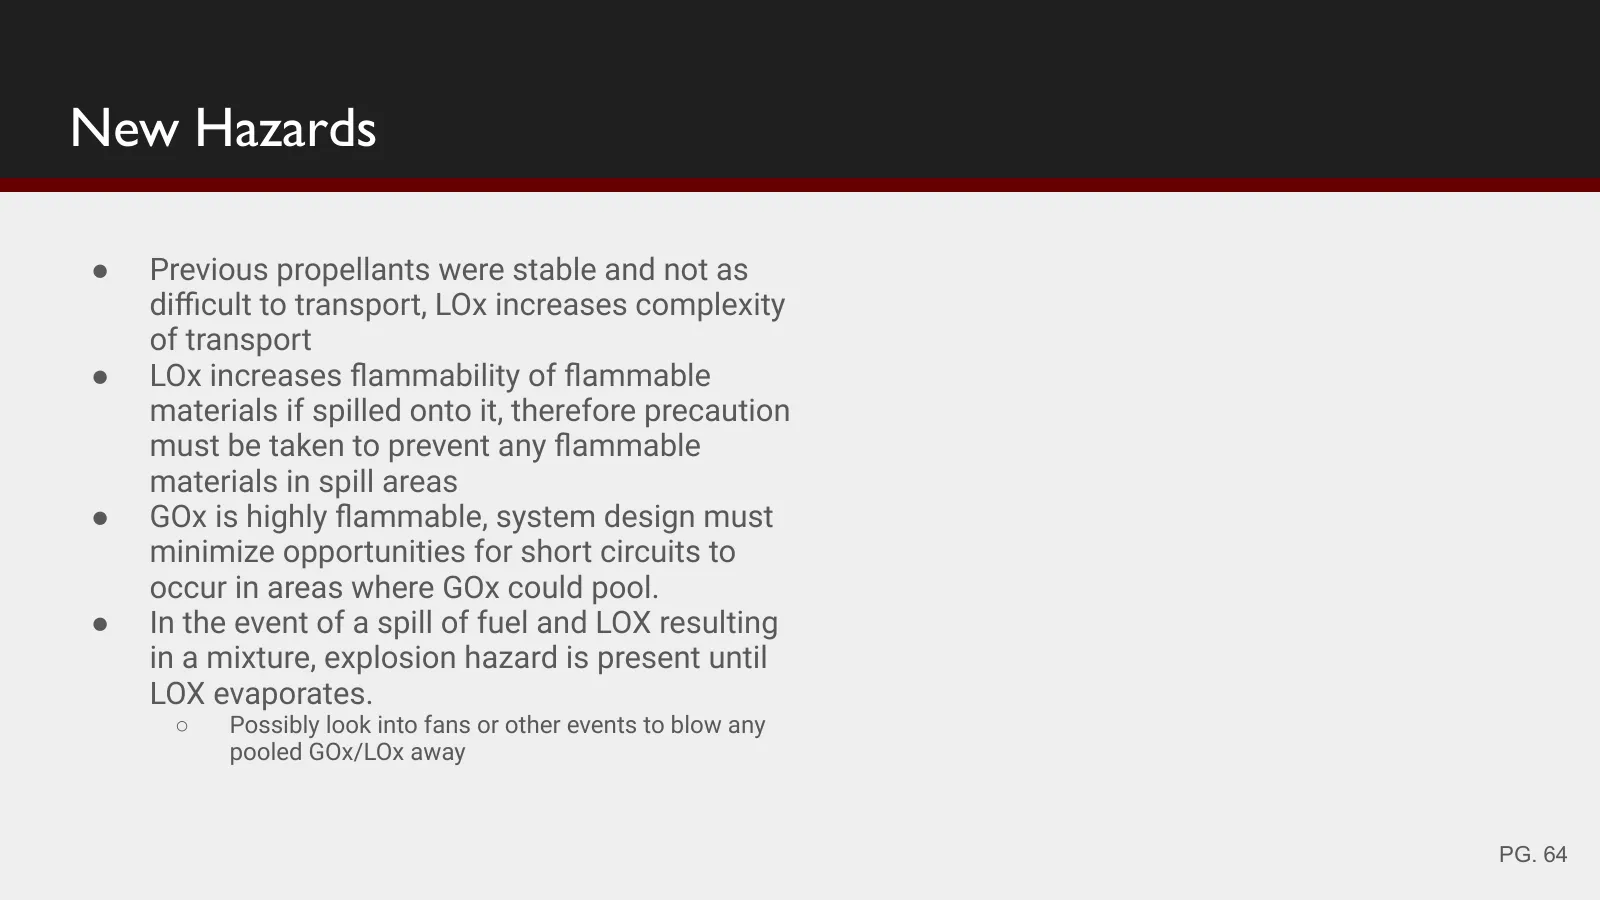 New Hazards
● Previous propellants were stable and not as
difficult to transport, LOx increases complexity
of transport
● LOx increases flammability of flammable
materials if spilled onto it, therefore precaution
must be taken to prevent any flammable
materials in spill areas
● GOx is highly flammable, system design must
minimize opportunities for short circuits to
occur in areas where GOx could pool.
● In the event of a spill of fuel and LOX resulting
in a mixture, explosion hazard is present until
LOX evaporates.
○ Possibly look into fans or other events to blow any
pooled GOx/LOx away
PG. 64